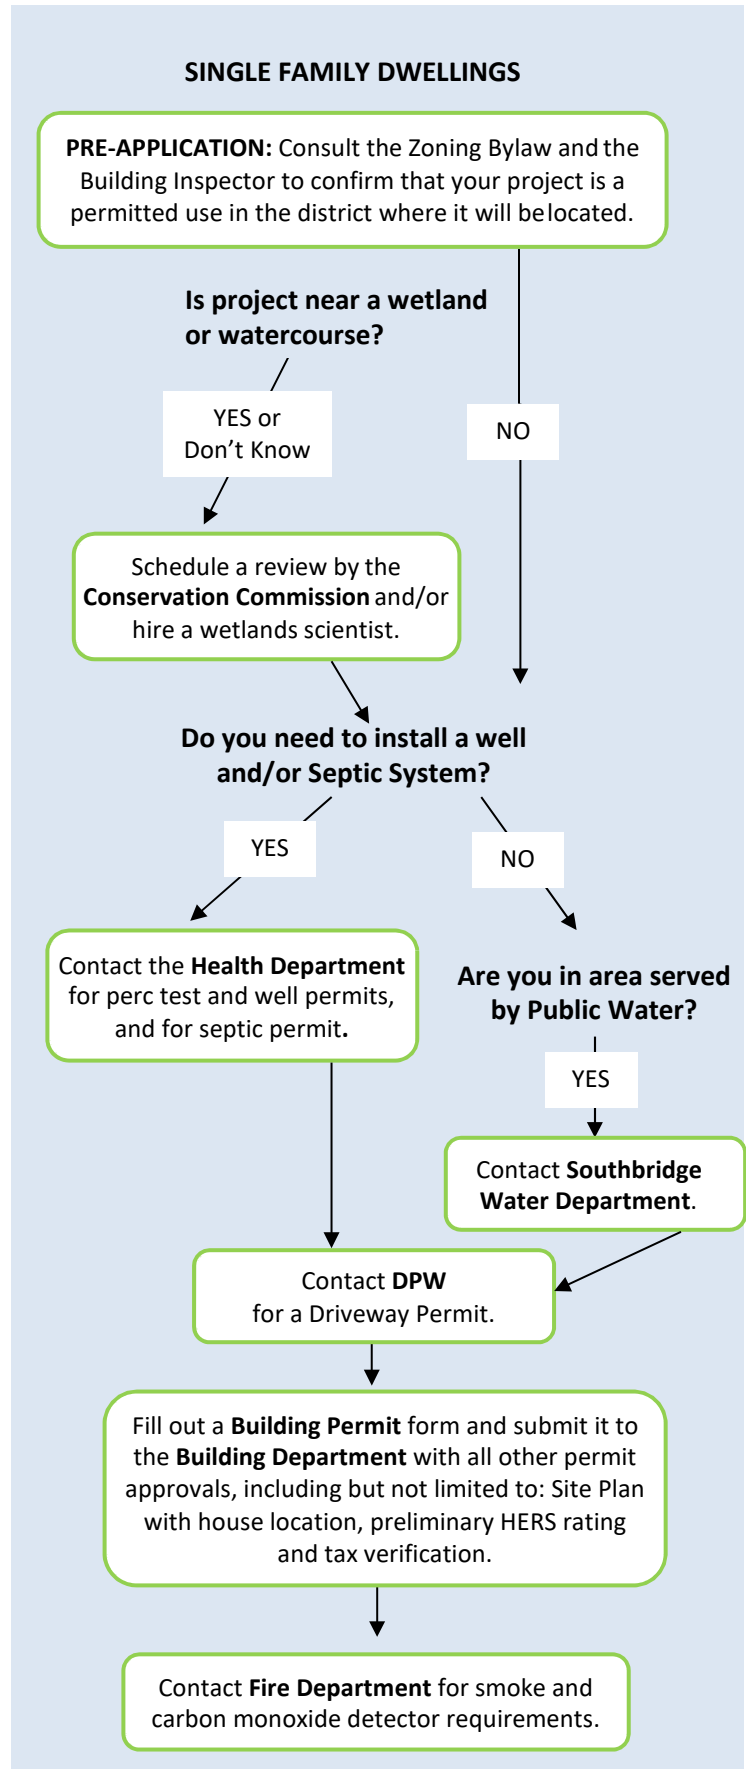 SINGLE FAMILY DWELLINGS
PRE-APPLICATION: Consult the Zoning Bylaw and the
Building Inspector to confirm that your project is a
permitted use in the district where it will belocated.
Is project near a wetland
or watercourse?
YES or
Don’t Know
NO
Schedule a review by the
Conservation Commission and/or
hire a wetlands scientist.
Do you need to install a well
and/or Septic System?
YES
NO
Contact the Health Department
for perc test and well permits,
and for septic permit.
Are you in area served
by Public Water?
YES
Contact Southbridge
Water Department.
Contact DPW
for a Driveway Permit.
Fill out a Building Permit form and submit it to
the Building Department with all other permit
approvals, including but not limited to: Site Plan
with house location, preliminary HERS rating
and tax verification.
Contact Fire Department for smoke and
carbon monoxide detector requirements.